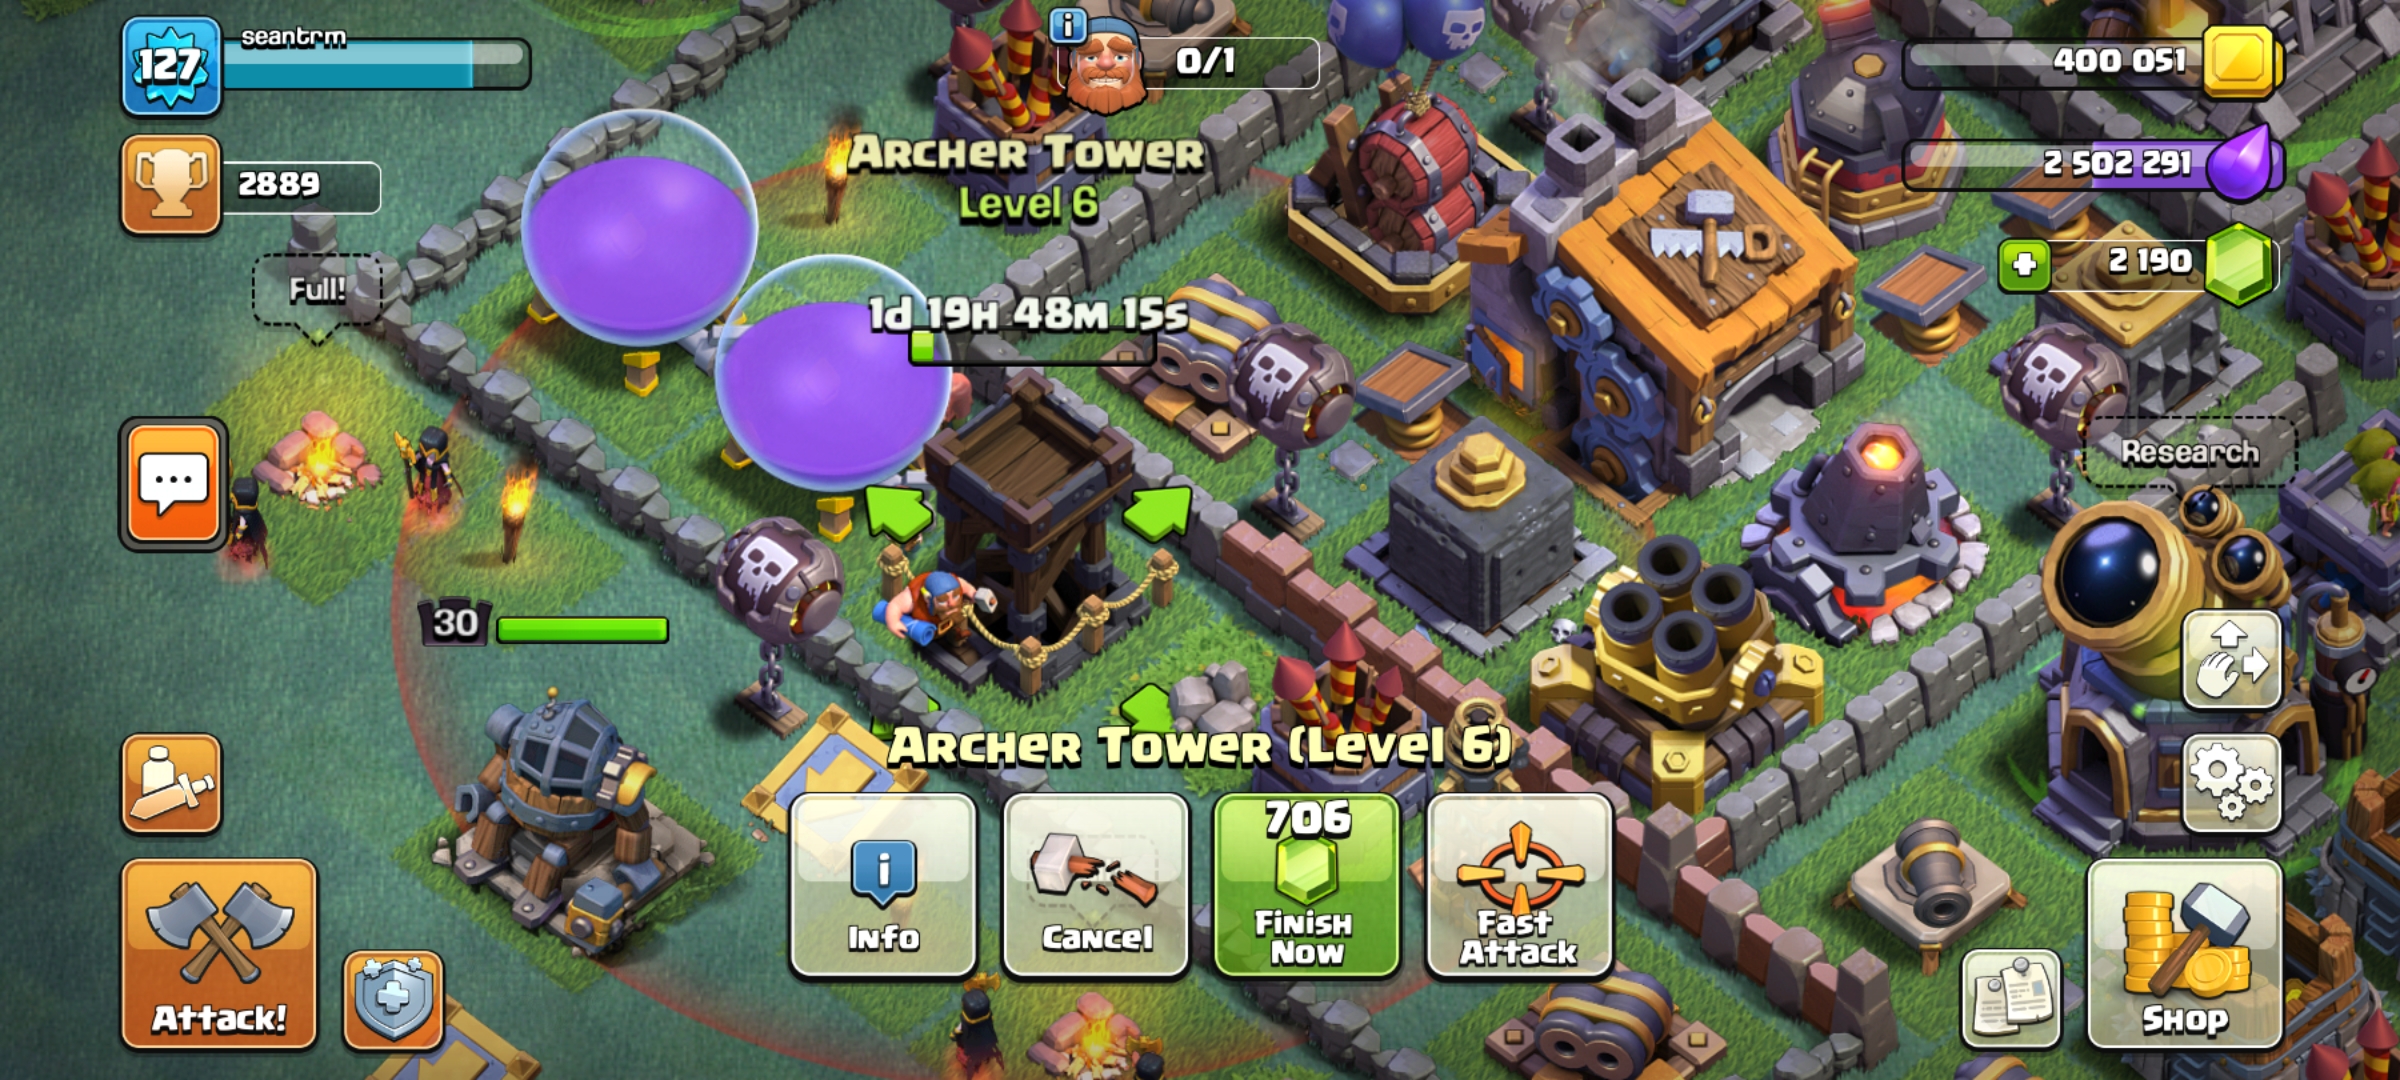 127
seantrm
0/1
400 051
Archer Tower
Level 6
2 502 291
2889
2 190
Full!
1d 19H 48M 15s
Research
30
Archer Tower (Level 6)
706
Info
Cancel
Finish
Now
Fast
Attack
Attack!
Shop